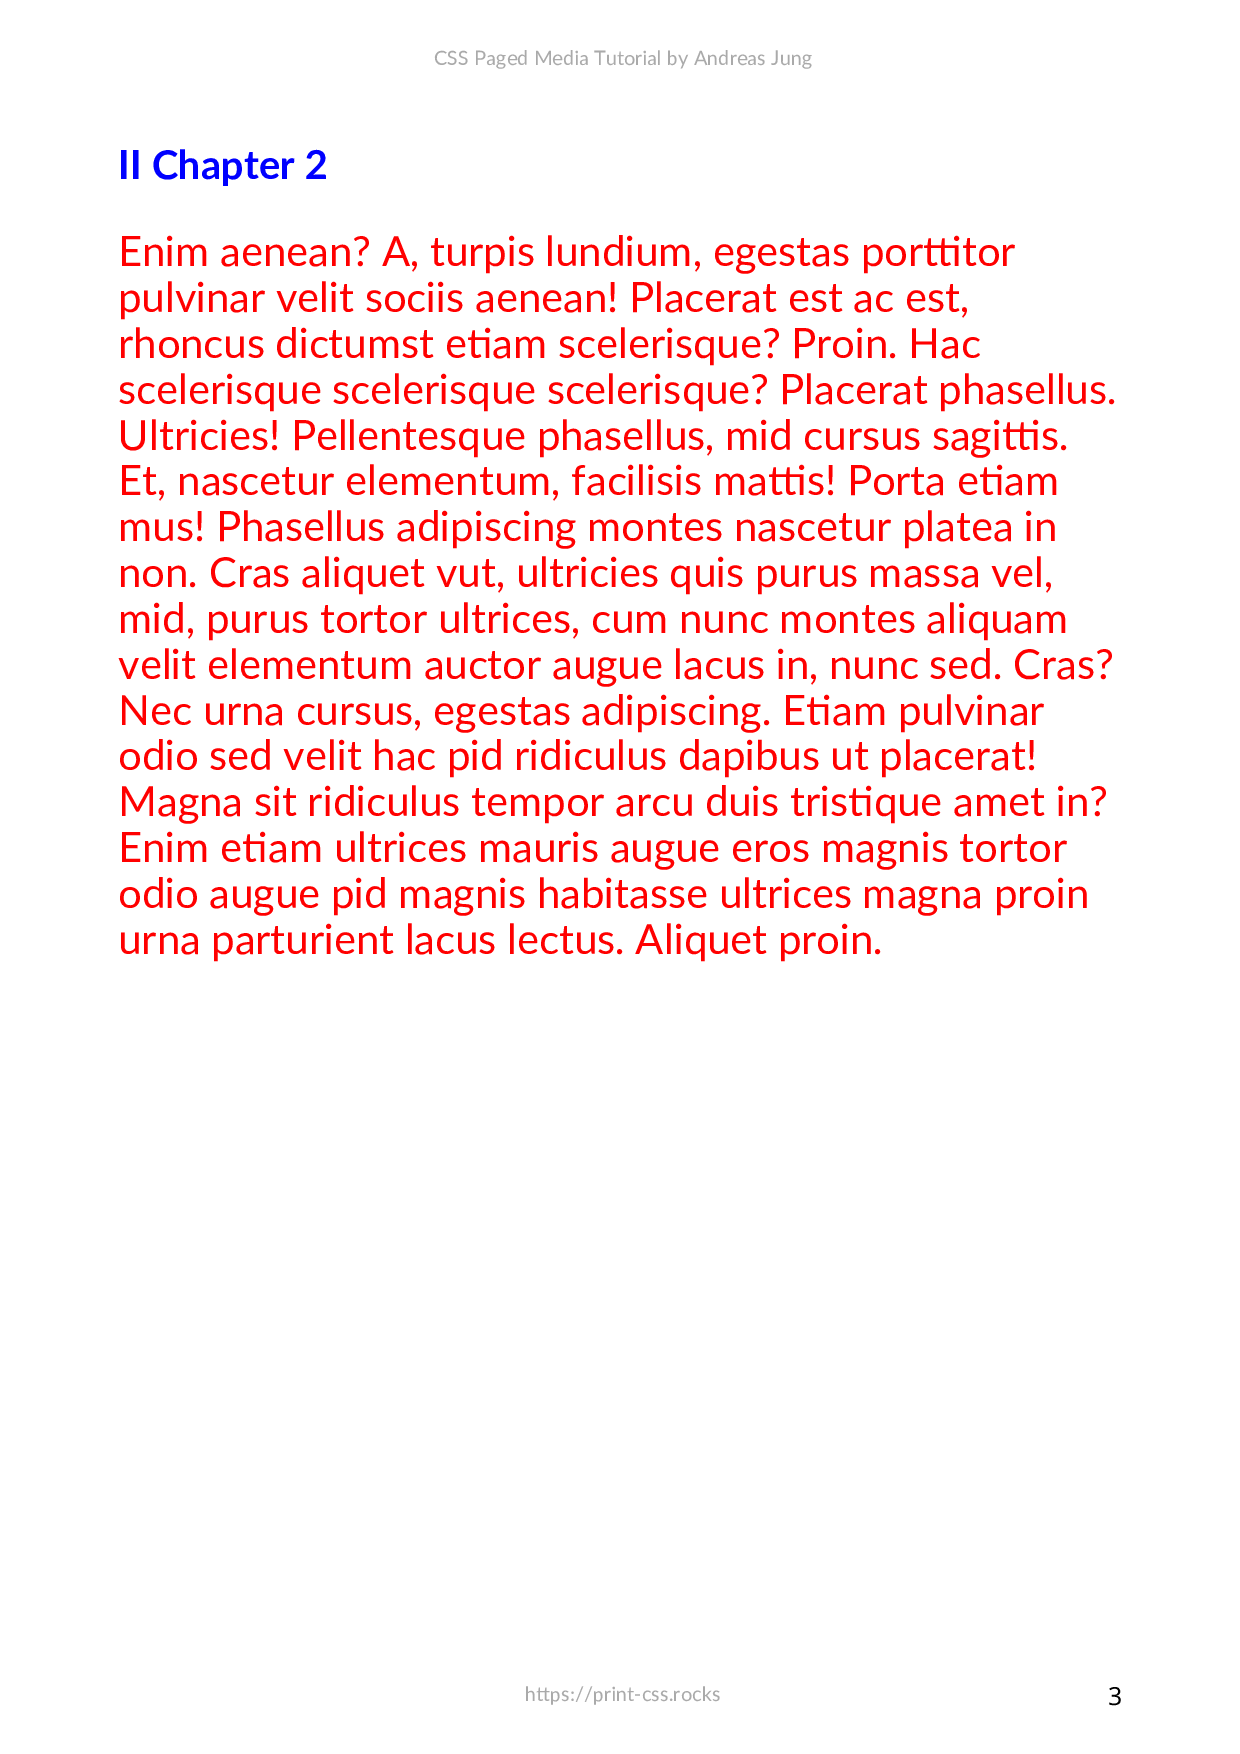 CSS Paged Media Tutorial by Andreas Jung
II Chapter 2
Enim aenean? A, turpis lundium, egestas porttitor
pulvinar velit sociis aenean! Placerat est ac est,
rhoncus dictumst etiam scelerisque? Proin. Hac
scelerisque scelerisque scelerisque? Placerat phasellus.
Ultricies! Pellentesque phasellus, mid cursus sagittis.
Et, nascetur elementum, facilisis mattis! Porta etiam
mus! Phasellus adipiscing montes nascetur platea in
non. Cras aliquet vut, ultricies quis purus massa vel,
mid, purus tortor ultrices, cum nunc montes aliquam
velit elementum auctor augue lacus in, nunc sed. Cras?
Nec urna cursus, egestas adipiscing. Etiam pulvinar
odio sed velit hac pid ridiculus dapibus ut placerat!
Magna sit ridiculus tempor arcu duis tristique amet in?
Enim etiam ultrices mauris augue eros magnis tortor
odio augue pid magnis habitasse ultrices magna proin
urna parturient lacus lectus. Aliquet proin.
https://print-css.rocks
3